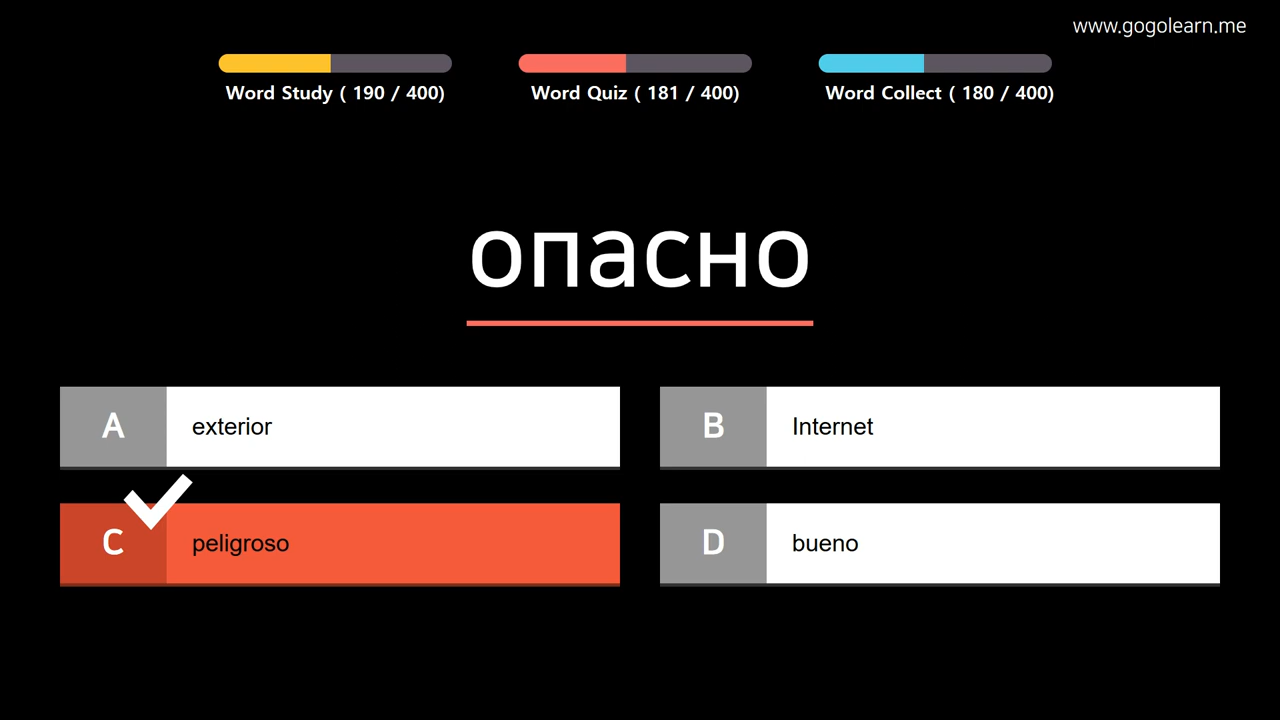 www.gogolearn.me
Word Study ( 190 / 400)
Word Quiz ( 181 / 400)
Word Collect ( 180 / 400)
опасно
A exterior
B Internet
C peligroso
D bueno